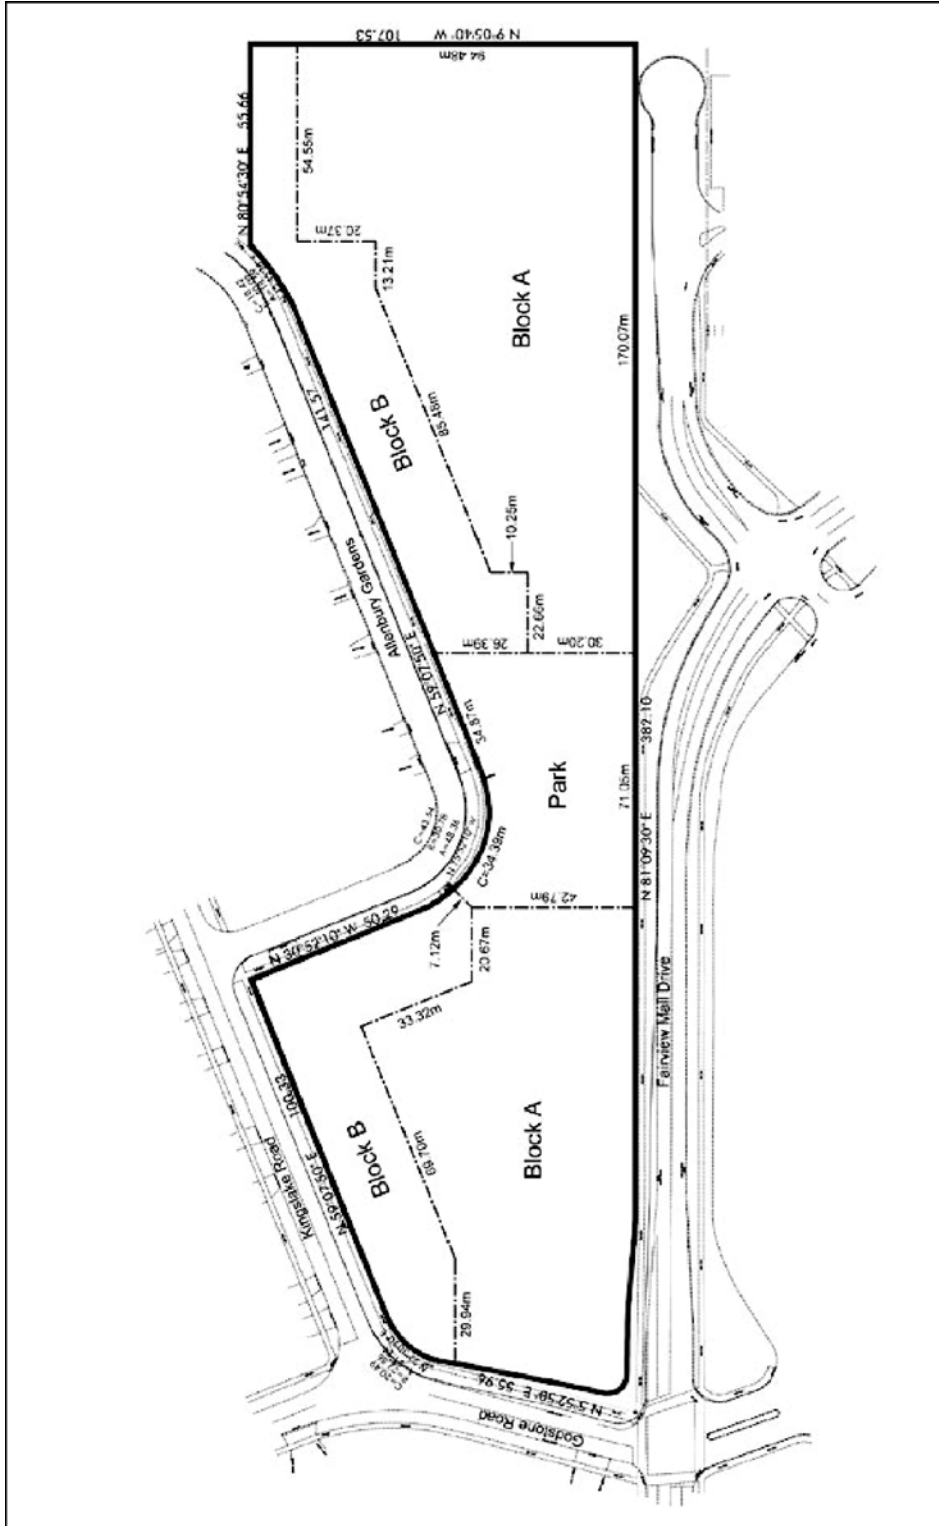 N 9°05'40" W 107.53
94.48m
N 80°54'30" E 55.66
54.55m
20.37m
13.21m
Block A
170.07m
141.57
Block B
85.48m
Allenbury Gardens
10.25m
N 59°07'50" E
26.39m
22.66m
30.20m
34.87m
Park
71.05m
382.10
N 81°09'30" E
C=34.39m
N 30°52'10" W 50.29
7.12m
20.67m
42.79m
33.32m
Fairview Mall Drive
100.33
Kingslake Road
N 59°07'50" E
Block B
69.70m
Block A
29.94m
N 5°52'50" E 55.96
Godstone Road